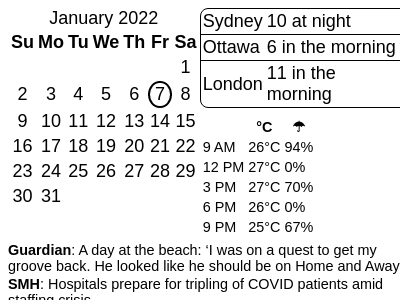 January 2022
Su Mo Tu We Th Fr Sa
1
2 3 4 5 6 7 8
9 10 11 12 13 14 15
16 17 18 19 20 21 22
23 24 25 26 27 28 29
30 31
Sydney 10 at night
Ottawa 6 in the morning
London 11 in the
morning
°C ☂
9 AM 26°C 94%
12 PM 27°C 0%
3 PM 27°C 70%
6 PM 26°C 0%
9 PM 25°C 67%
Guardian: A day at the beach: ‘I was on a quest to get my
groove back. He looked like he should be on Home and Away
SMH: Hospitals prepare for tripling of COVID patients amid
staffing crisis